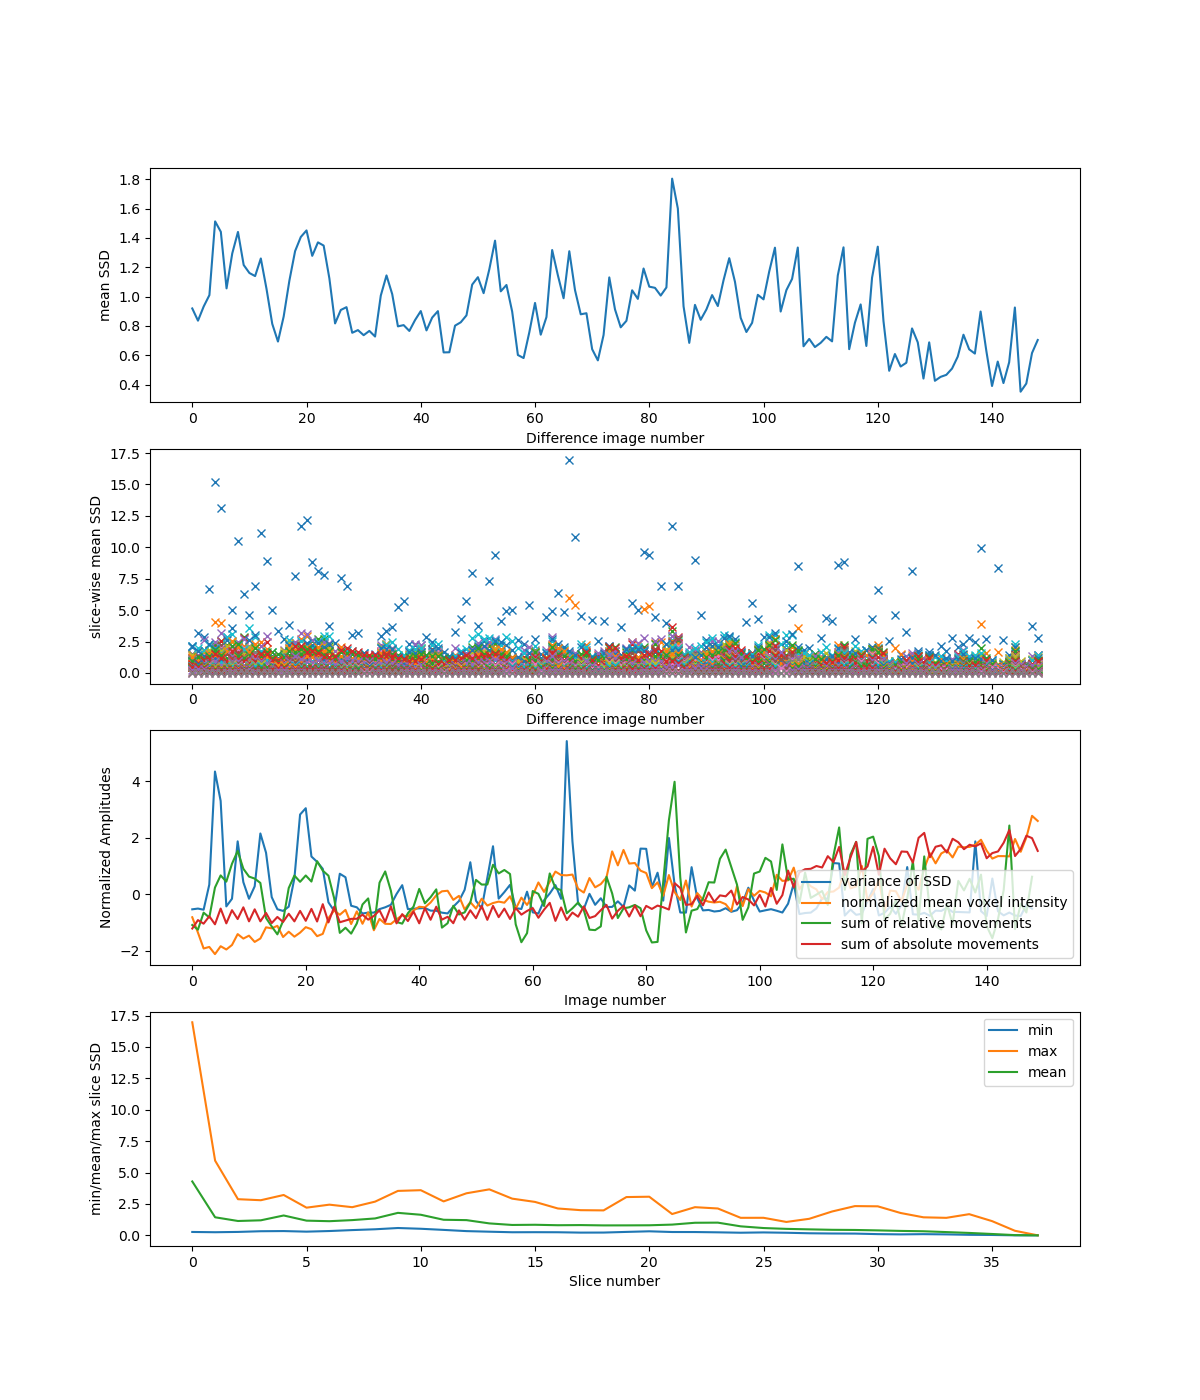 mean SSD
1.8
1.6
1.4
1.2
1.0
0.8
0.6
0.4
0 20 40 60 80 100 120 140
Difference image number
slice-wise mean SSD
17.5
15.0
12.5
10.0
7.5
5.0
2.5
0.0
0 20 40 60 80 100 120 140
Difference image number
Normalized Amplitudes
4
2
0
−2
variance of SSD
normalized mean voxel intensity
sum of relative movements
sum of absolute movements
0 20 40 60 80 100 120 140
Image number
min/mean/max slice SSD
17.5
15.0
12.5
10.0
7.5
5.0
2.5
0.0
min
max
mean
0 5 10 15 20 25 30 35
Slice number